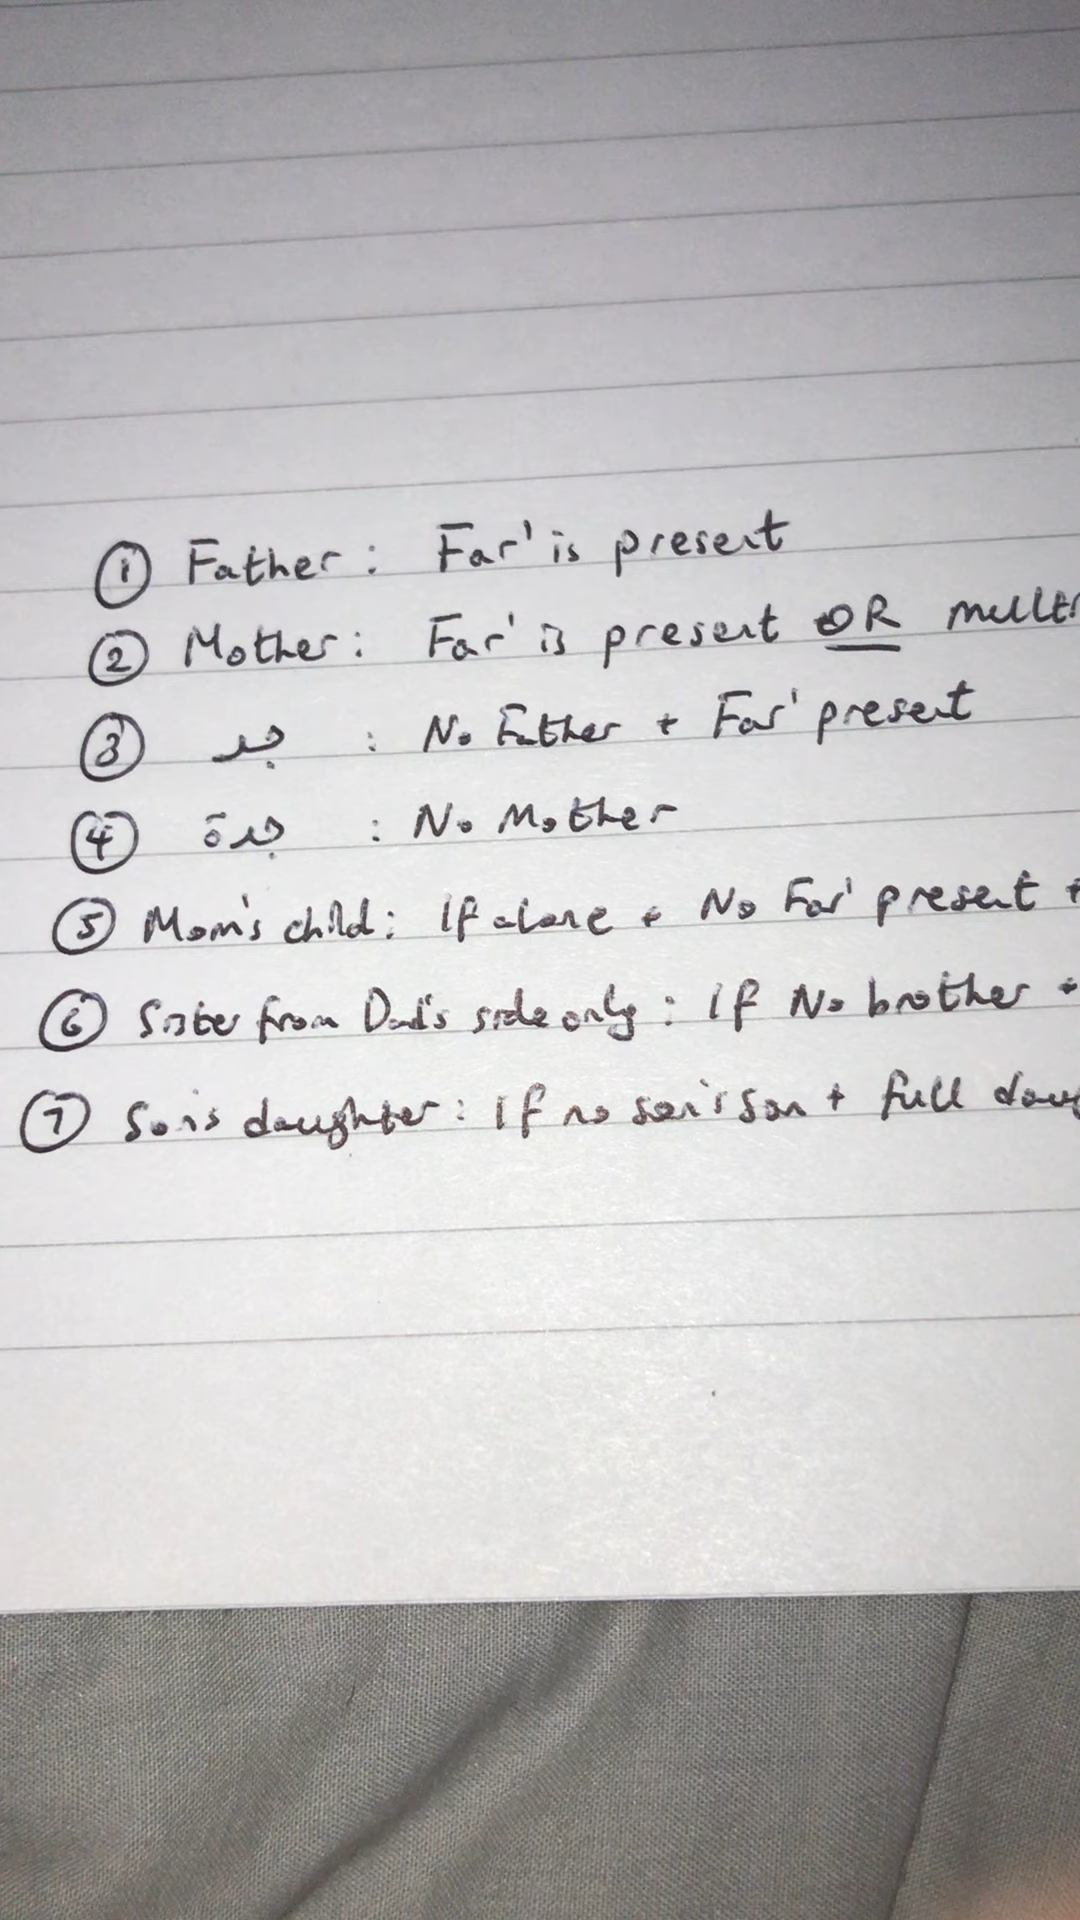 ① Father : Far' is present
② Mother : Far' is present OR
③ جد : No Father + Far' present
④ جدة : No Mother
⑤ Mom's child : If alone + No Far' present +
⑥ Sister from Dad's side only : If No brother +
⑦ Son's daughter : If no son's son + full